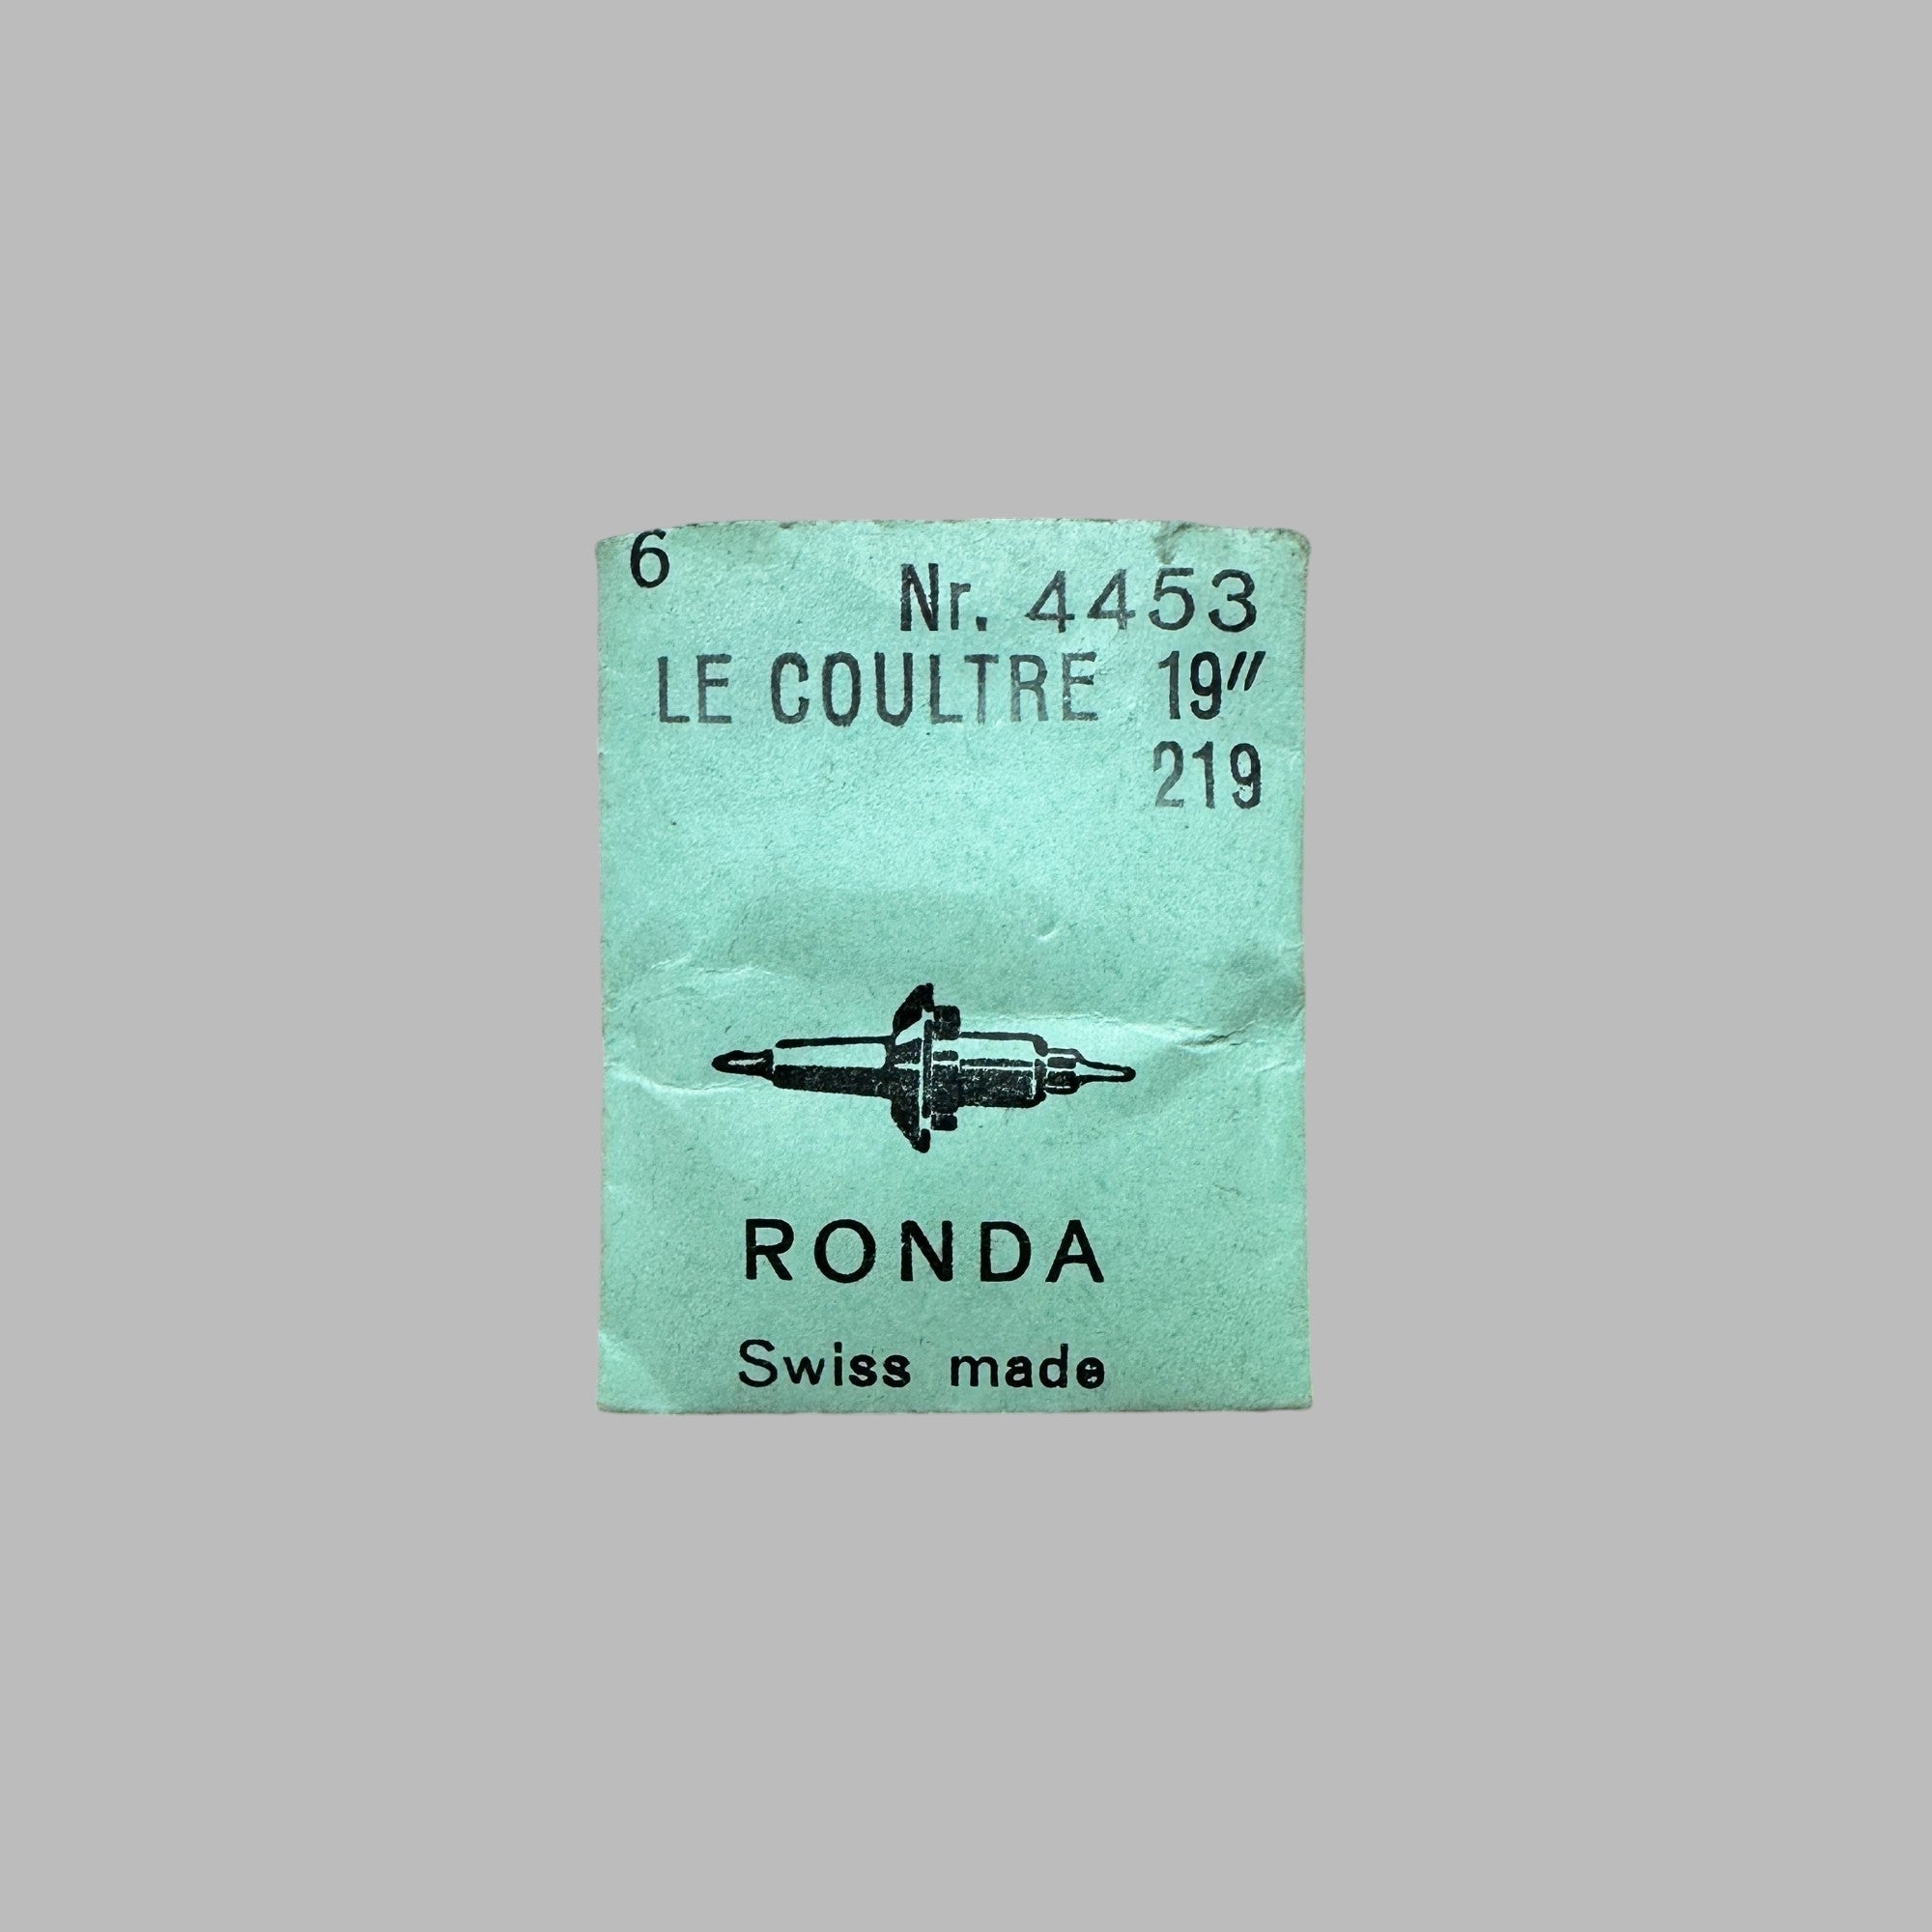 6
Nr. 4453
LE COULTRE 19″
219
RONDA
Swiss made